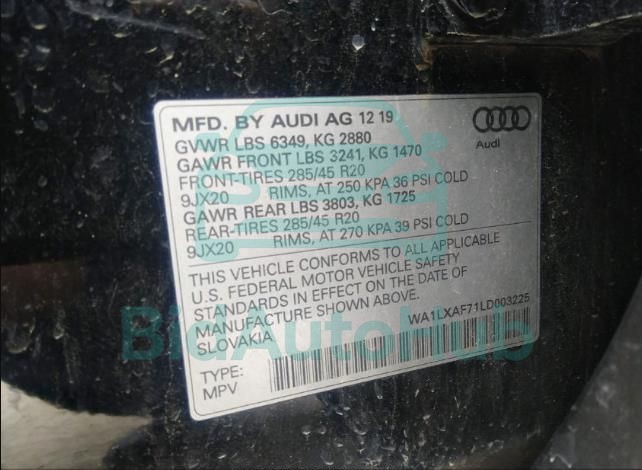 MFD. BY AUDI AG 12 19
GVWR LBS 6349, KG 2880
GAWR FRONT LBS 3241, KG 1470
FRONT-TIRES 285/45 R20
9JX20 RIMS, AT 250 KPA 36 PSI COLD
GAWR REAR LBS 3803, KG 1725
REAR-TIRES 285/45 R20
9JX20 RIMS, AT 270 KPA 39 PSI COLD
Audi
THIS VEHICLE CONFORMS TO ALL APPLICABLE
U.S. FEDERAL MOTOR VEHICLE SAFETY
STANDARDS IN EFFECT ON THE DATE OF
MANUFACTURE SHOWN ABOVE.
SLOVAKIA
WA1LXAF71LD003225
TYPE:
MPV
BidAutoHub